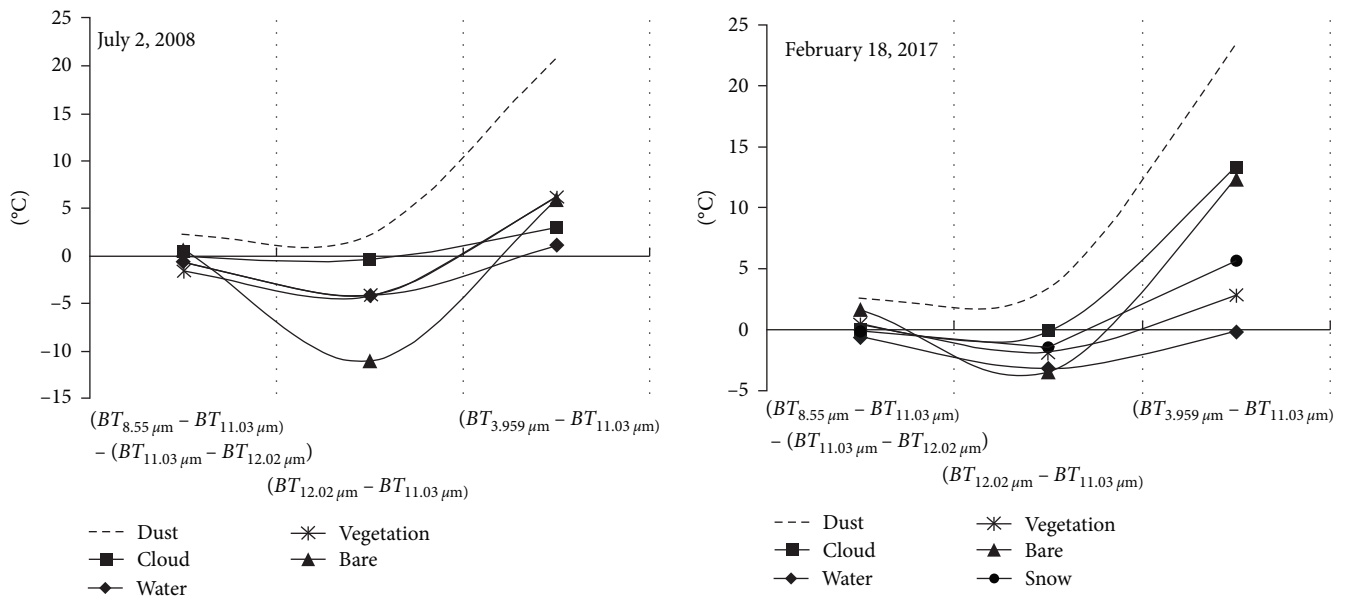 July 2, 2008
(°C)
25
20
15
10
5
0
−5
−10
−15
(BT8.55 μm − BT11.03 μm)
− (BT11.03 μm − BT12.02 μm)
(BT12.02 μm − BT11.03 μm)
(BT3.959 μm − BT11.03 μm)
Dust
Cloud
Water
Vegetation
Bare
February 18, 2017
(°C)
25
20
15
10
5
0
−5
(BT8.55 μm − BT11.03 μm)
− (BT11.03 μm − BT12.02 μm)
(BT12.02 μm − BT11.03 μm)
(BT3.959 μm − BT11.03 μm)
Dust
Cloud
Water
Vegetation
Bare
Snow